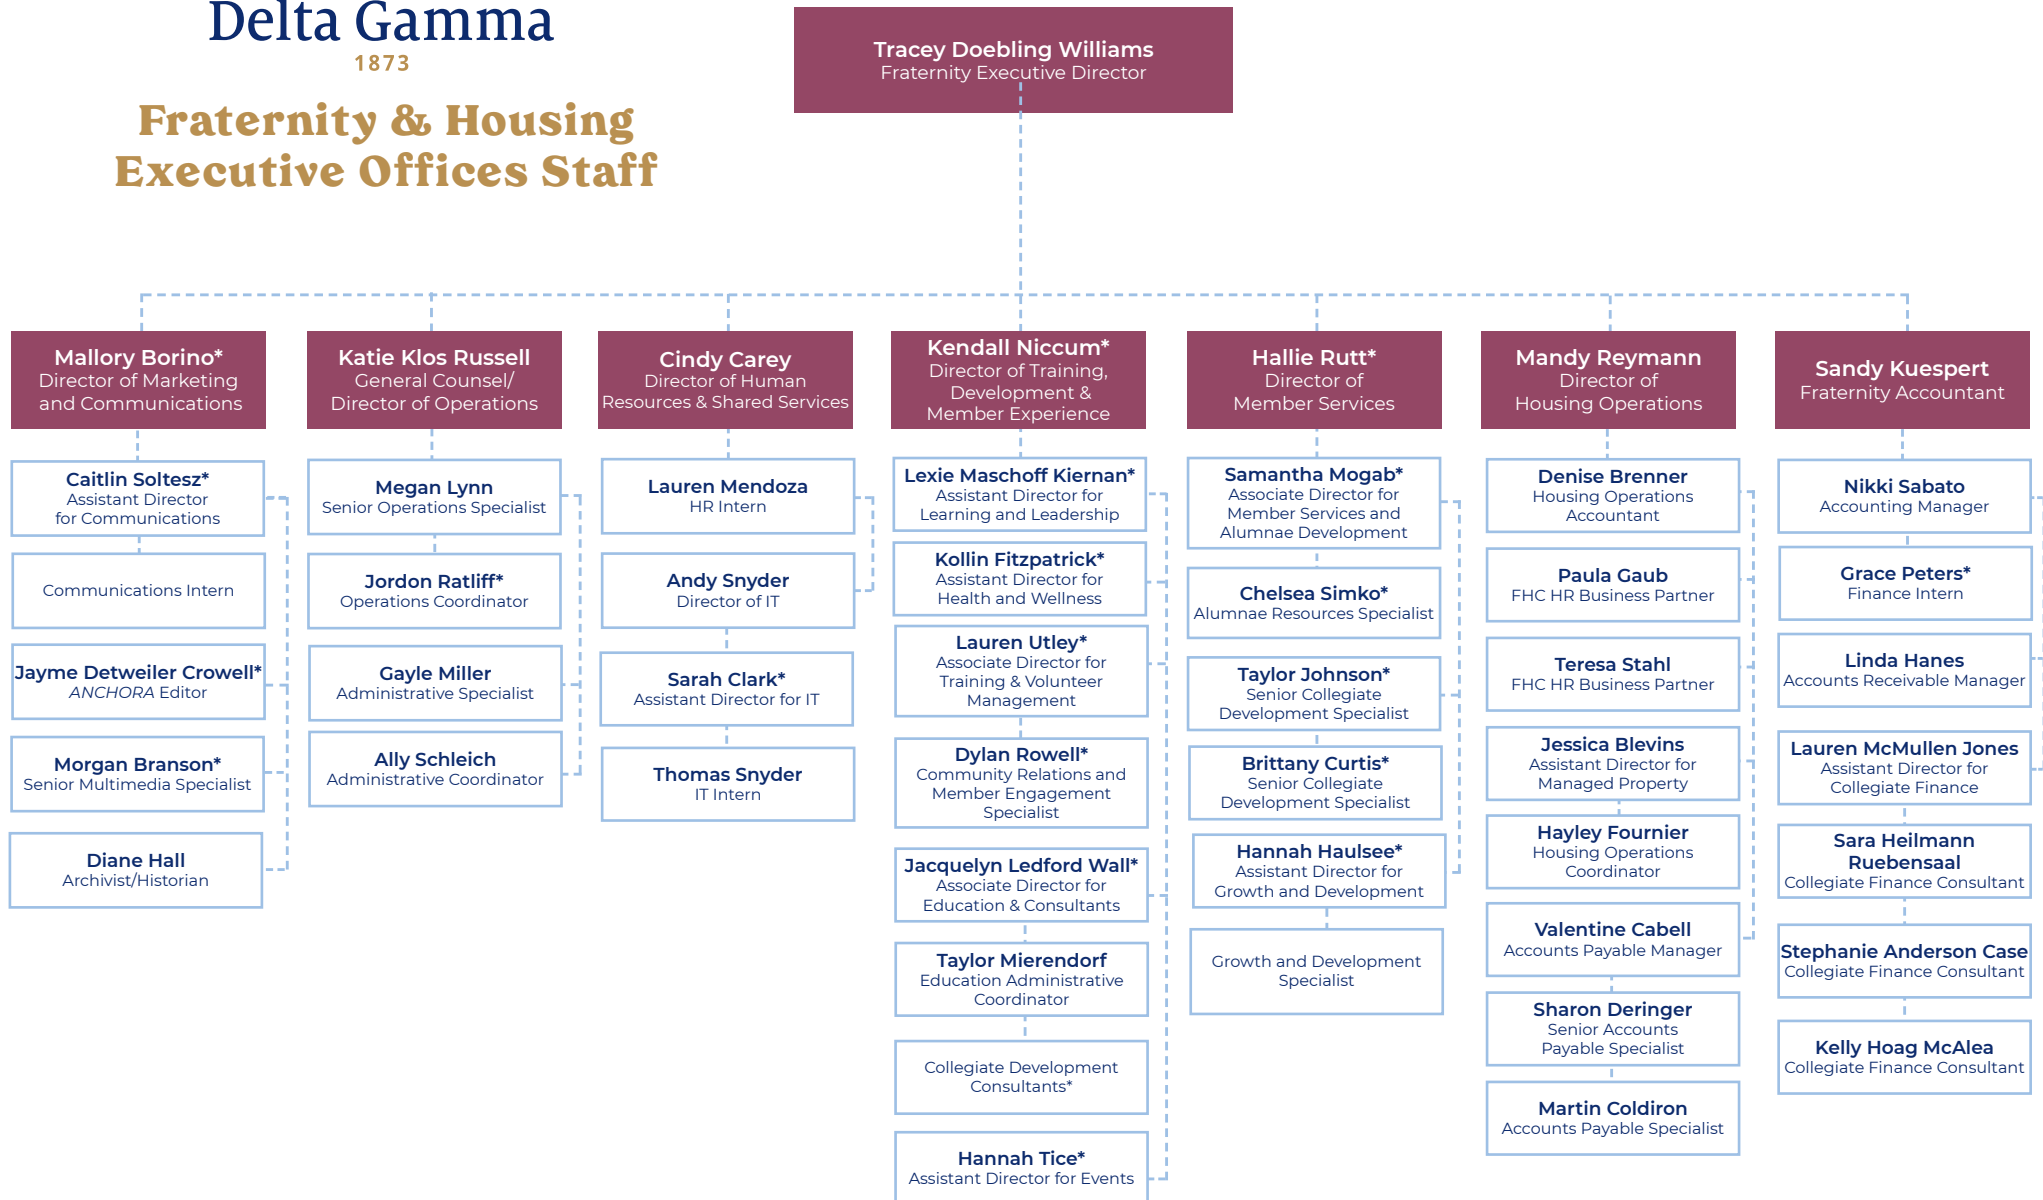 Delta Gamma
1873
Fraternity & Housing
Executive Offices Staff
Tracey Doebling Williams
Fraternity Executive Director
Mallory Borino*
Director of Marketing
and Communications
Caitlin Soltesz*
Assistant Director
for Communications
Communications Intern
Jayme Detweiler Crowell*
ANCHORA Editor
Morgan Branson*
Senior Multimedia Specialist
Diane Hall
Archivist/Historian
Katie Klos Russell
General Counsel/
Director of Operations
Megan Lynn
Senior Operations Specialist
Jordon Ratliff*
Operations Coordinator
Gayle Miller
Administrative Specialist
Ally Schleich
Administrative Coordinator
Cindy Carey
Director of Human
Resources & Shared Services
Lauren Mendoza
HR Intern
Andy Snyder
Director of IT
Sarah Clark*
Assistant Director for IT
Thomas Snyder
IT Intern
Kendall Niccum*
Director of Training,
Development &
Member Experience
Lexie Maschoff Kiernan*
Assistant Director for
Learning and Leadership
Kollin Fitzpatrick*
Assistant Director for
Health and Wellness
Lauren Utley*
Associate Director for
Training & Volunteer
Management
Dylan Rowell*
Community Relations and
Member Engagement
Specialist
Jacquelyn Ledford Wall*
Associate Director for
Education & Consultants
Taylor Mierendorf
Education Administrative
Coordinator
Collegiate Development
Consultants*
Hannah Tice*
Assistant Director for Events
Hallie Rutt*
Director of
Member Services
Samantha Mogab*
Associate Director for
Member Services and
Alumnae Development
Chelsea Simko*
Alumnae Resources Specialist
Taylor Johnson*
Senior Collegiate
Development Specialist
Brittany Curtis*
Senior Collegiate
Development Specialist
Hannah Haulsee*
Assistant Director for
Growth and Development
Growth and Development
Specialist
Mandy Reymann
Director of
Housing Operations
Denise Brenner
Housing Operations
Accountant
Paula Gaub
FHC HR Business Partner
Teresa Stahl
FHC HR Business Partner
Jessica Blevins
Assistant Director for
Managed Property
Hayley Fournier
Housing Operations
Coordinator
Valentine Cabell
Accounts Payable Manager
Sharon Deringer
Senior Accounts
Payable Specialist
Martin Coldiron
Accounts Payable Specialist
Sandy Kuespert
Fraternity Accountant
Nikki Sabato
Accounting Manager
Grace Peters*
Finance Intern
Linda Hanes
Accounts Receivable Manager
Lauren McMullen Jones
Assistant Director for
Collegiate Finance
Sara Heilmann
Ruebensaal
Collegiate Finance Consultant
Stephanie Anderson Case
Collegiate Finance Consultant
Kelly Hoag McAlea
Collegiate Finance Consultant